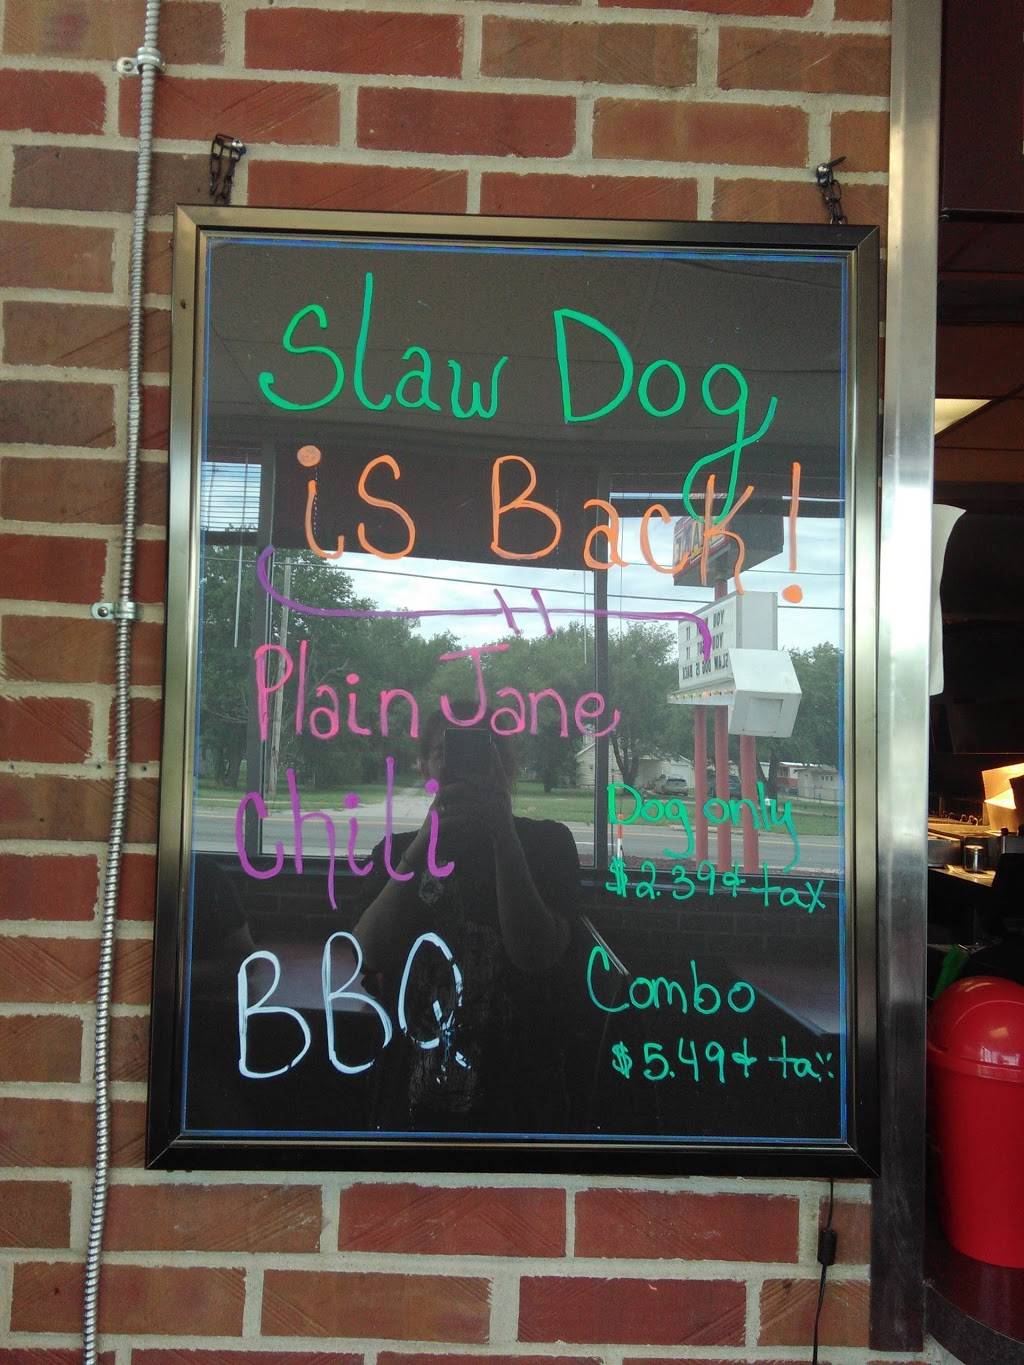 Slaw Dog
is Back!
Plain Jane
Chili
BBQ
Dog only
$2.39 + tax
Combo
$5.49 + tax